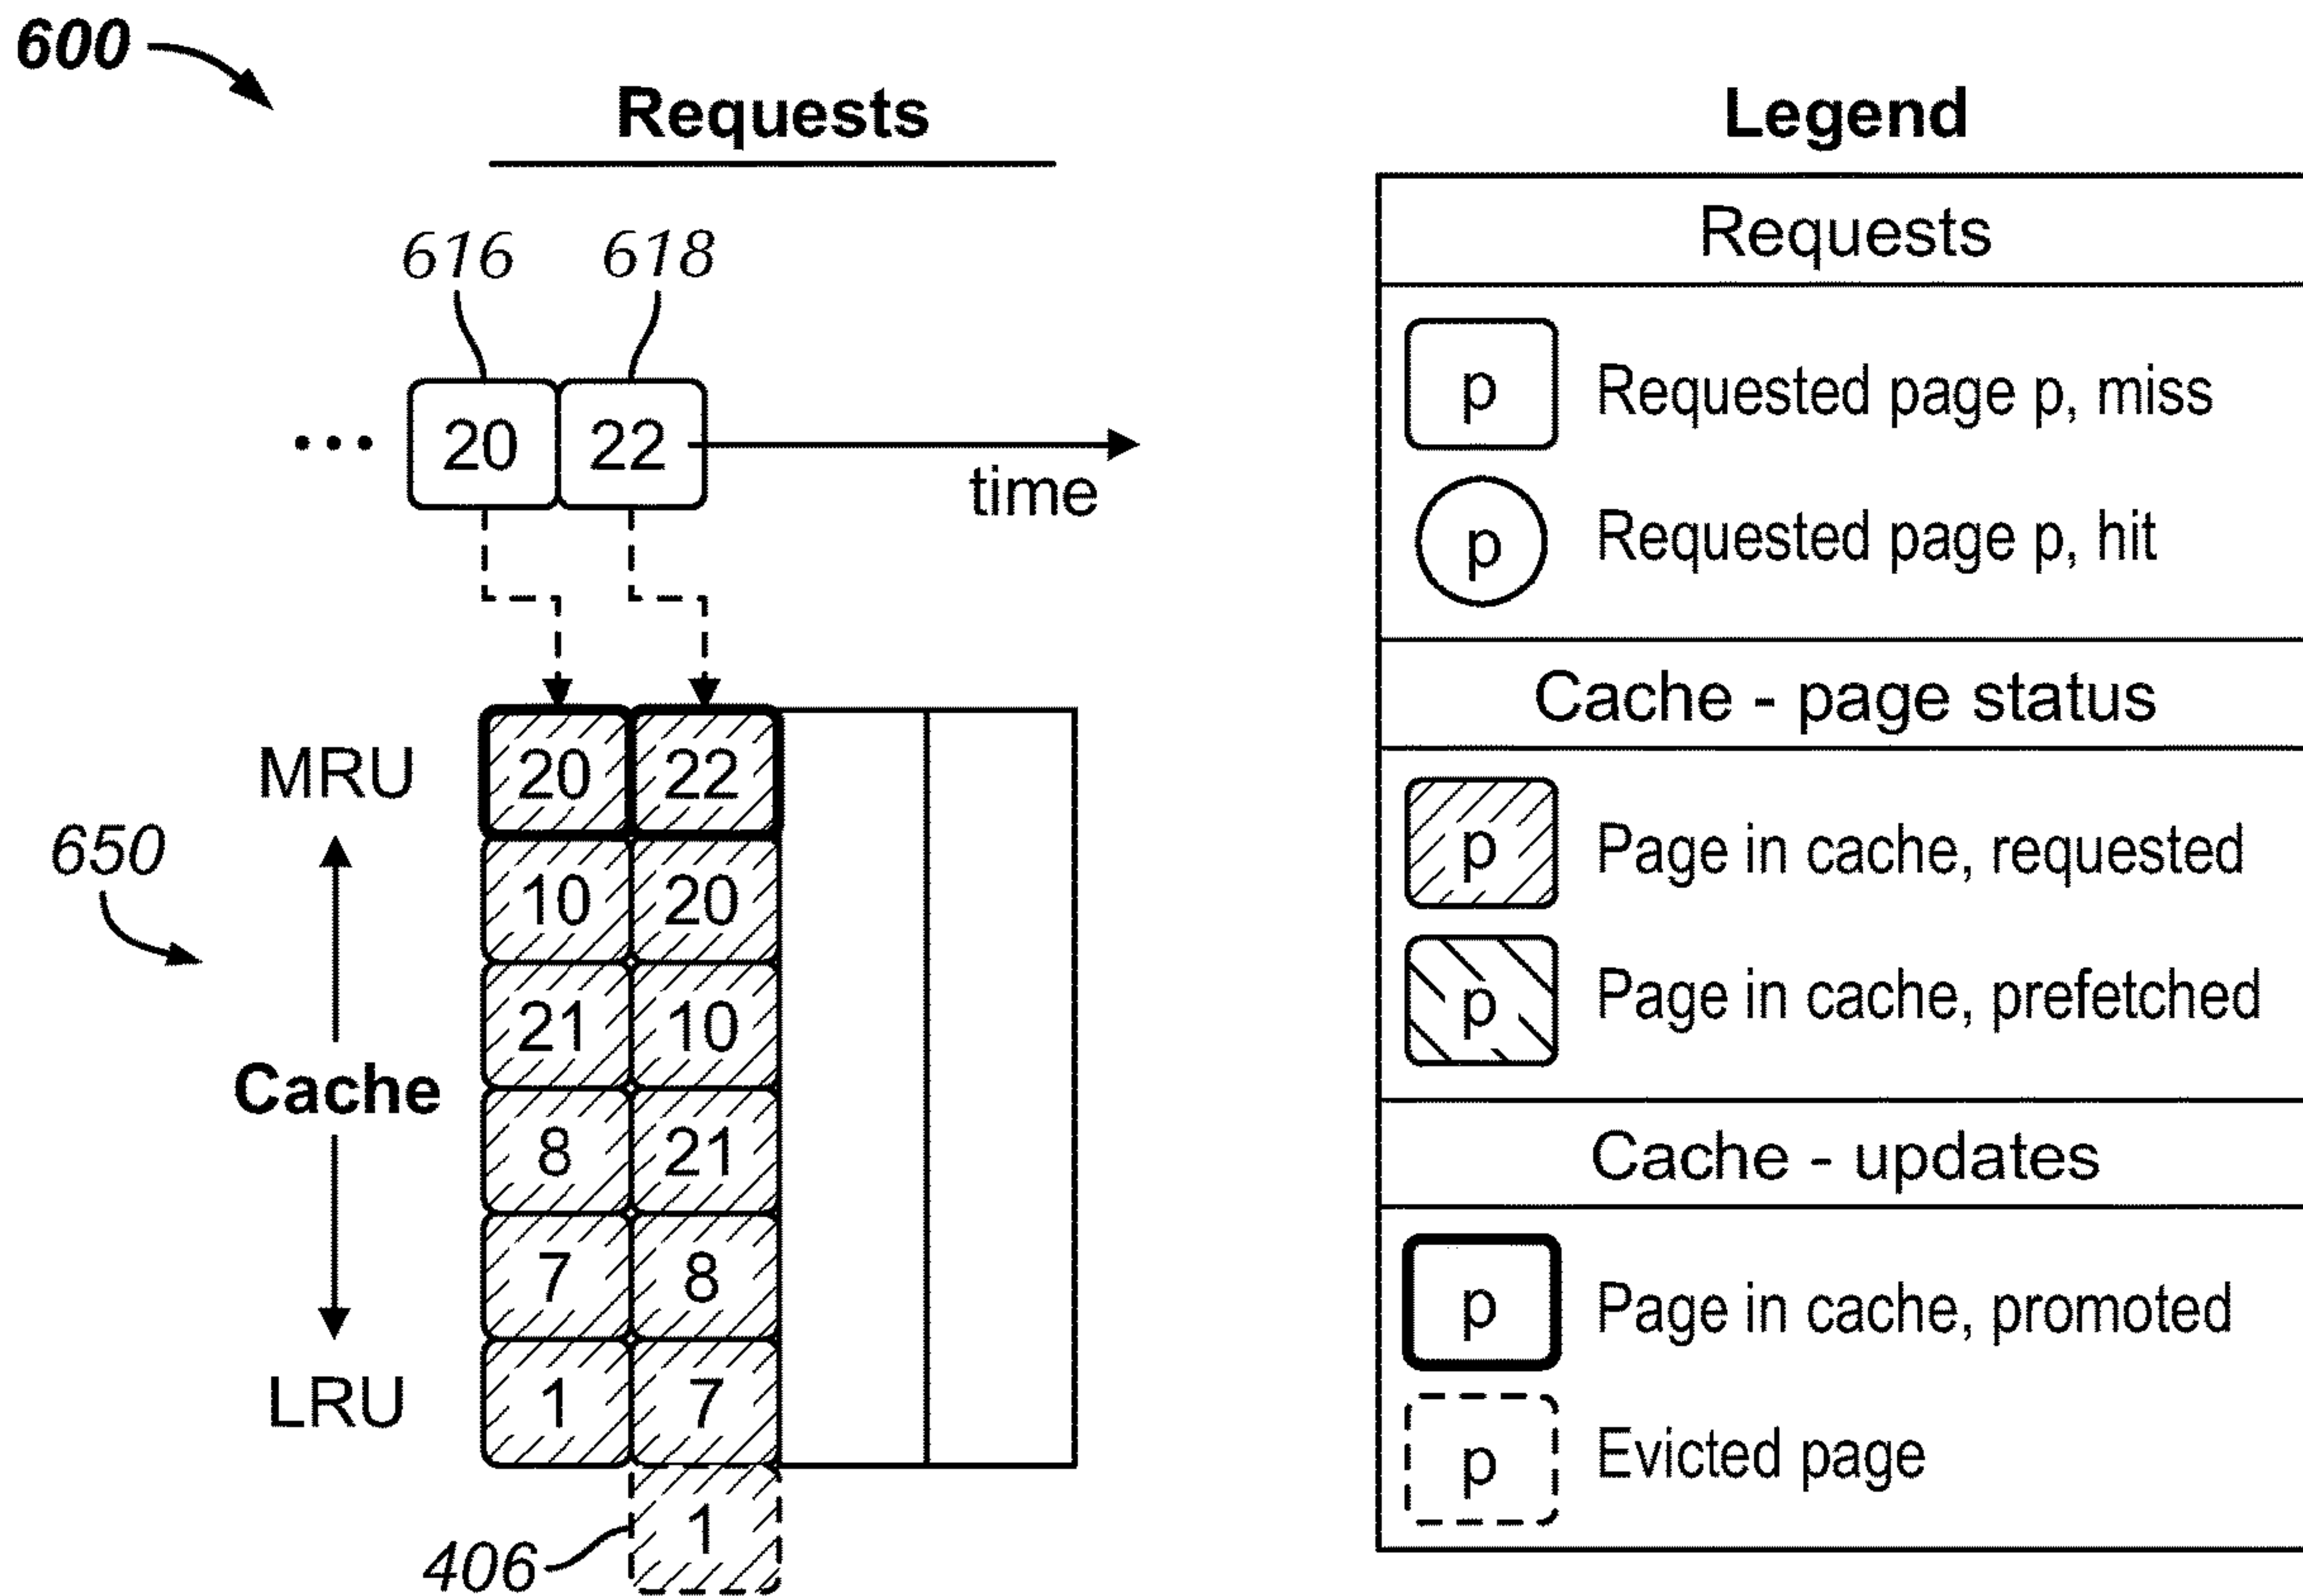 600
Requests
616 618
... 20 22
time
MRU
650
Cache
LRU
20 22
10 20
21 10
8 21
7 8
1 7
1
406
Legend
Requests
p Requested page p, miss
p Requested page p, hit
Cache - page status
p Page in cache, requested
p Page in cache, prefetched
Cache - updates
p Page in cache, promoted
p Evicted page